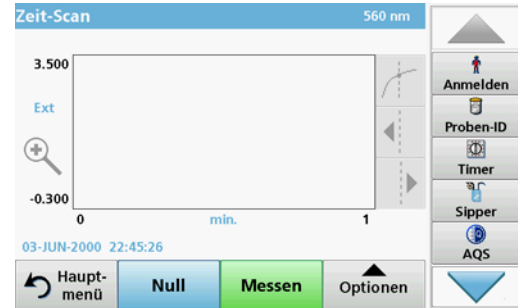 Zeit-Scan 560 nm
3.500
Ext
-0.300
0 min. 1
03-JUN-2000 22:45:26
Haupt-
menü
Null
Messen
Optionen
Anmelden
Proben-ID
Timer
Sipper
AQS